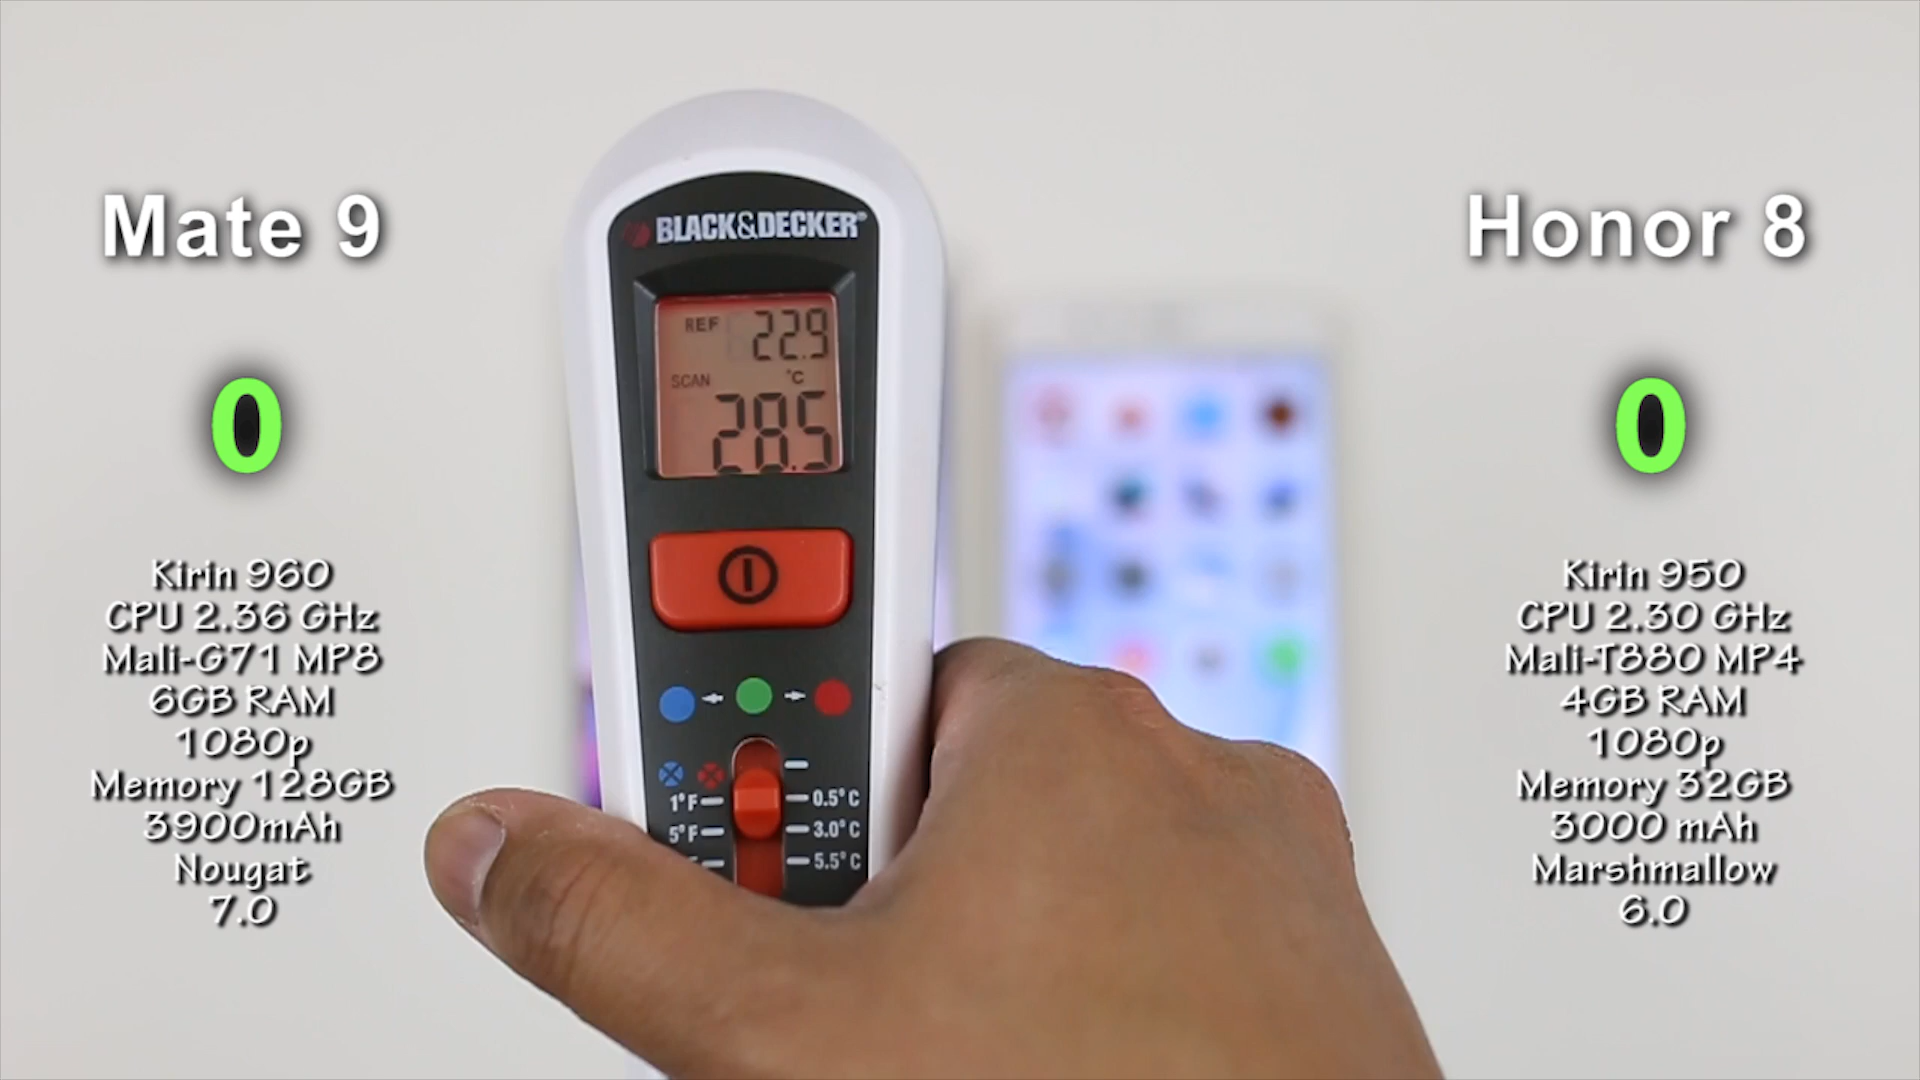 Mate 9
0
Kirin 960
CPU 2.36 GHz
Mali-G71 MP8
6GB RAM
1080p
Memory 128GB
3900mAh
Nougat
7.0
BLACK&DECKER®
REF 22.9
SCAN °C
28.5
1°F 0.5°C
5°F 3.0°C
5.5°C
Honor 8
0
Kirin 950
CPU 2.30 GHz
Mali-T880 MP4
4GB RAM
1080p
Memory 32GB
3000 mAh
Marshmallow
6.0